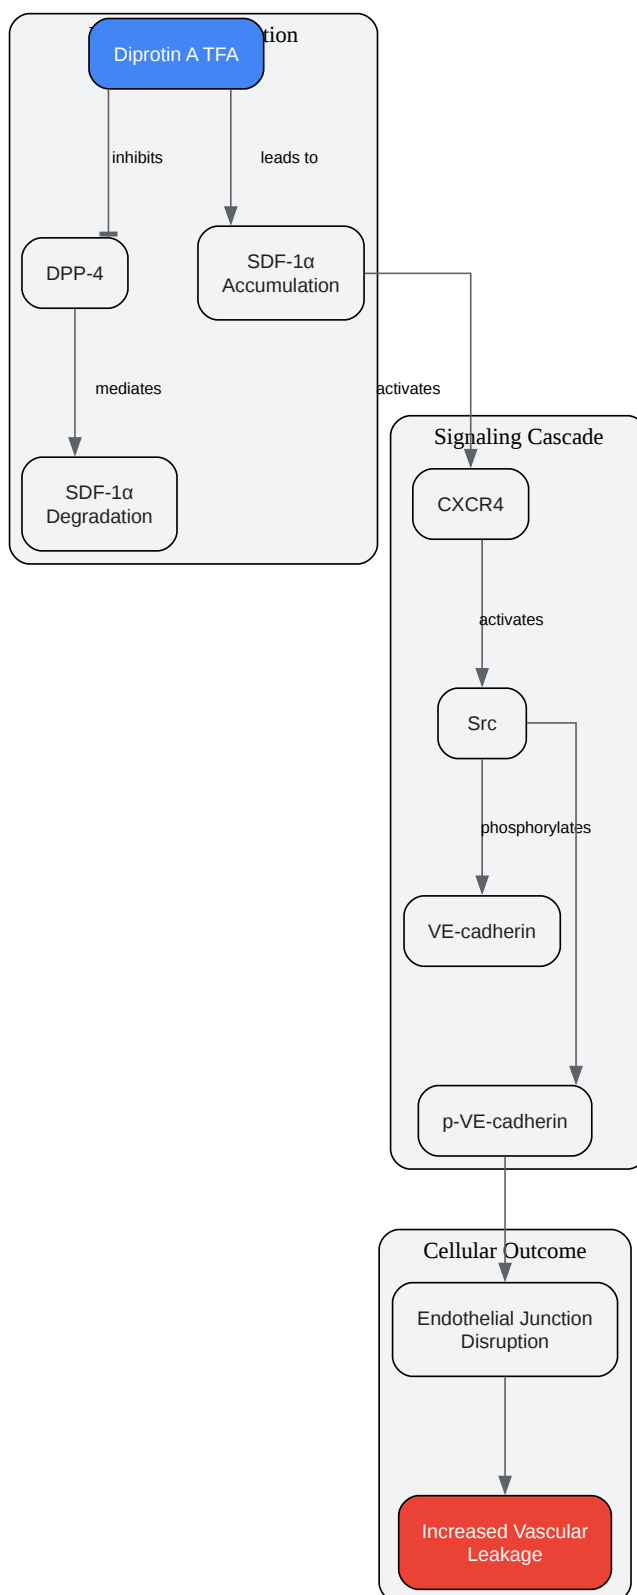 Diprotin A TFA
inhibits
leads to
DPP-4
SDF-1α
Accumulation
mediates
activates
SDF-1α
Degradation
Signaling Cascade
CXCR4
activates
Src
phosphorylates
VE-cadherin
p-VE-cadherin
Cellular Outcome
Endothelial Junction
Disruption
Increased Vascular
Leakage